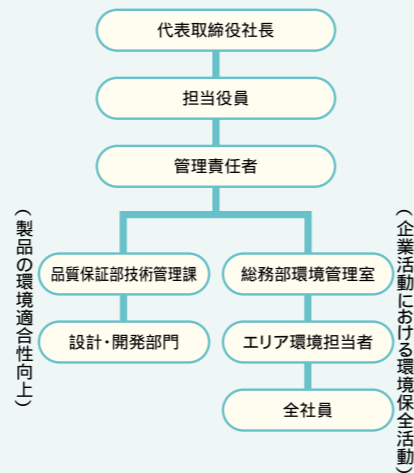 代表取締役社長
担当役員
管理責任者
（製品の環境適合性向上）
品質保証部技術管理課
設計・開発部門
総務部環境管理室
エリア環境担当者
全社員
（企業活動における環境保全活動）